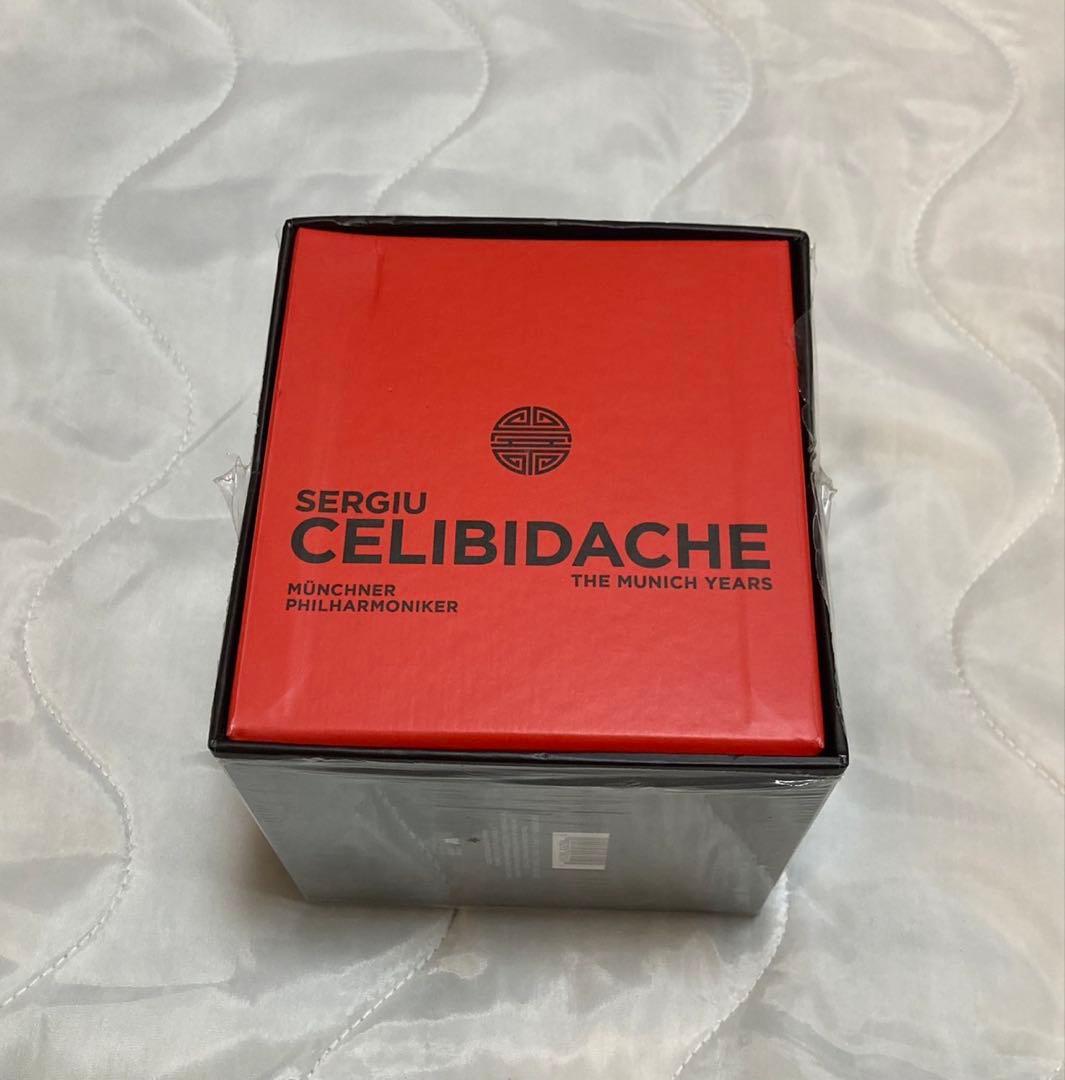 SERGIU
CELIBIDACHE
THE MUNICH YEARS
MÜNCHNER
PHILHARMONIKER